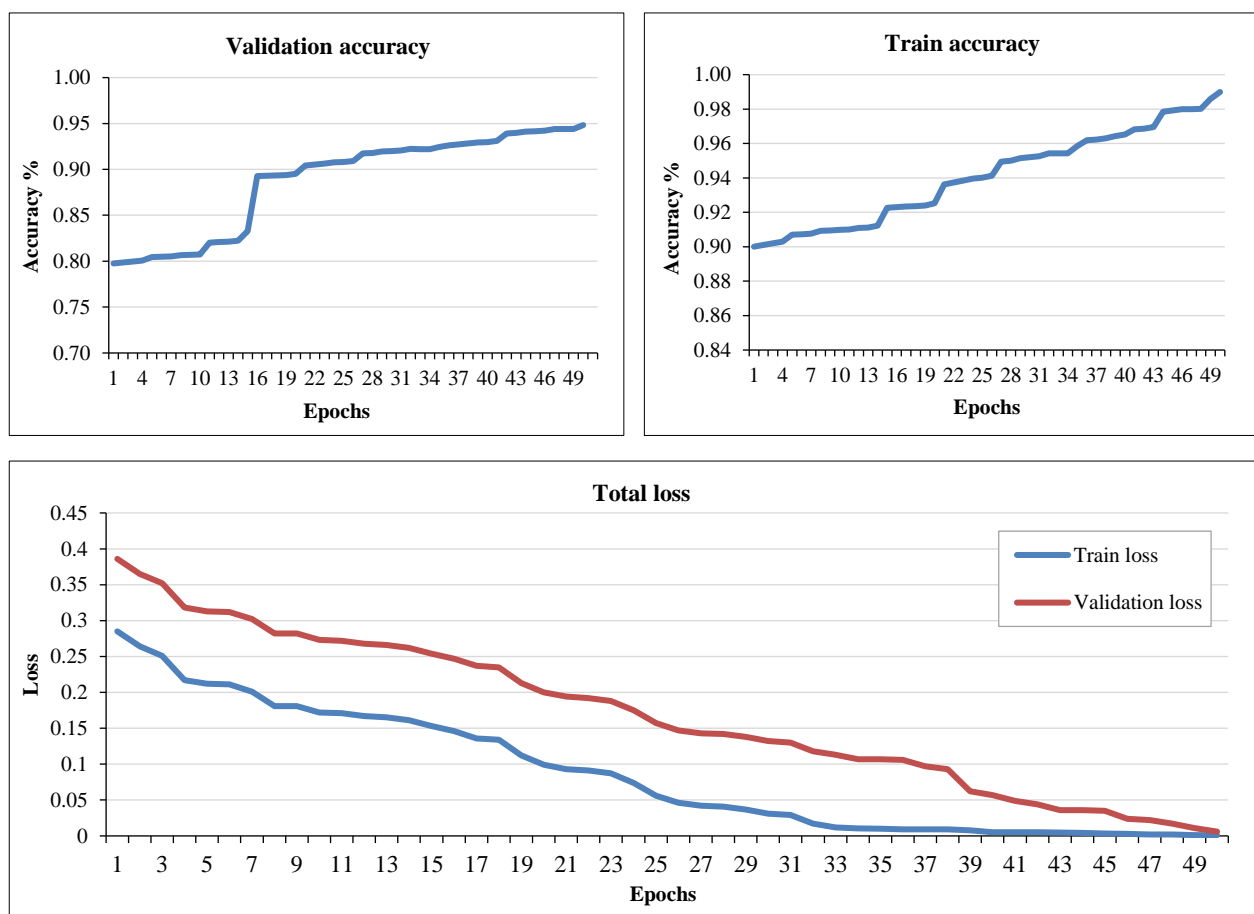 Validation accuracy
1.00
0.95
0.90
0.85
0.80
0.75
0.70
Accuracy %
1 4 7 10 13 16 19 22 25 28 31 34 37 40 43 46 49
Epochs
Train accuracy
1.00
0.98
0.96
0.94
0.92
0.90
0.88
0.86
0.84
Accuracy %
1 4 7 10 13 16 19 22 25 28 31 34 37 40 43 46 49
Epochs
Total loss
0.45
0.4
0.35
0.3
0.25
0.2
0.15
0.1
0.05
0
Loss
Train loss
Validation loss
1 3 5 7 9 11 13 15 17 19 21 23 25 27 29 31 33 35 37 39 41 43 45 47 49
Epochs